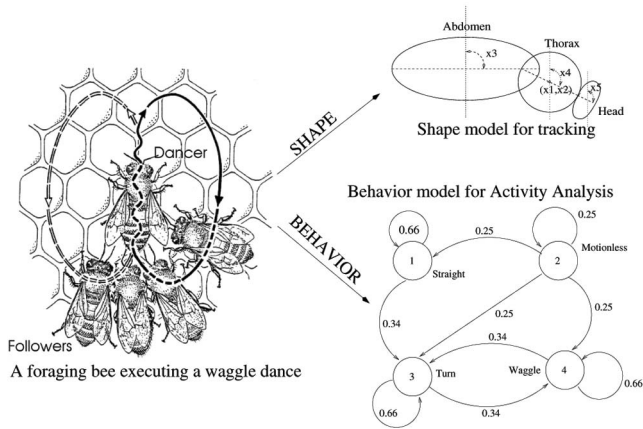 Dancer
Followers
A foraging bee executing a waggle dance
SHAPE
BEHAVIOR
Abdomen
Thorax
x3
x4
x5
(x1,x2)
Head
Shape model for tracking
Behavior model for Activity Analysis
0.66
0.25
0.25
1
2
Motionless
Straight
0.34
0.25
0.25
0.34
3
Turn
Waggle
4
0.66
0.34
0.66